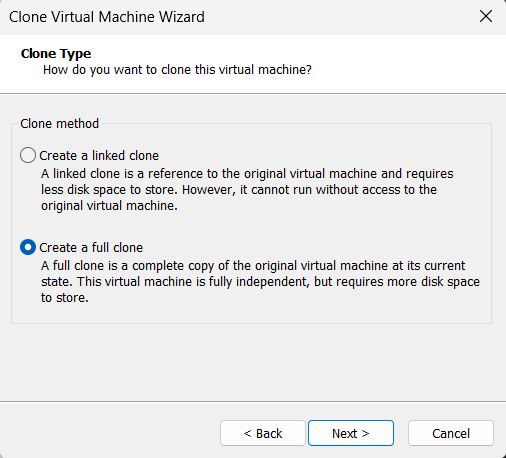 Clone Virtual Machine Wizard
Clone Type
How do you want to clone this virtual machine?
Clone method
Create a linked clone
A linked clone is a reference to the original virtual machine and requires
less disk space to store. However, it cannot run without access to the
original virtual machine.
Create a full clone
A full clone is a complete copy of the original virtual machine at its current
state. This virtual machine is fully independent, but requires more disk space
to store.
< Back Next > Cancel